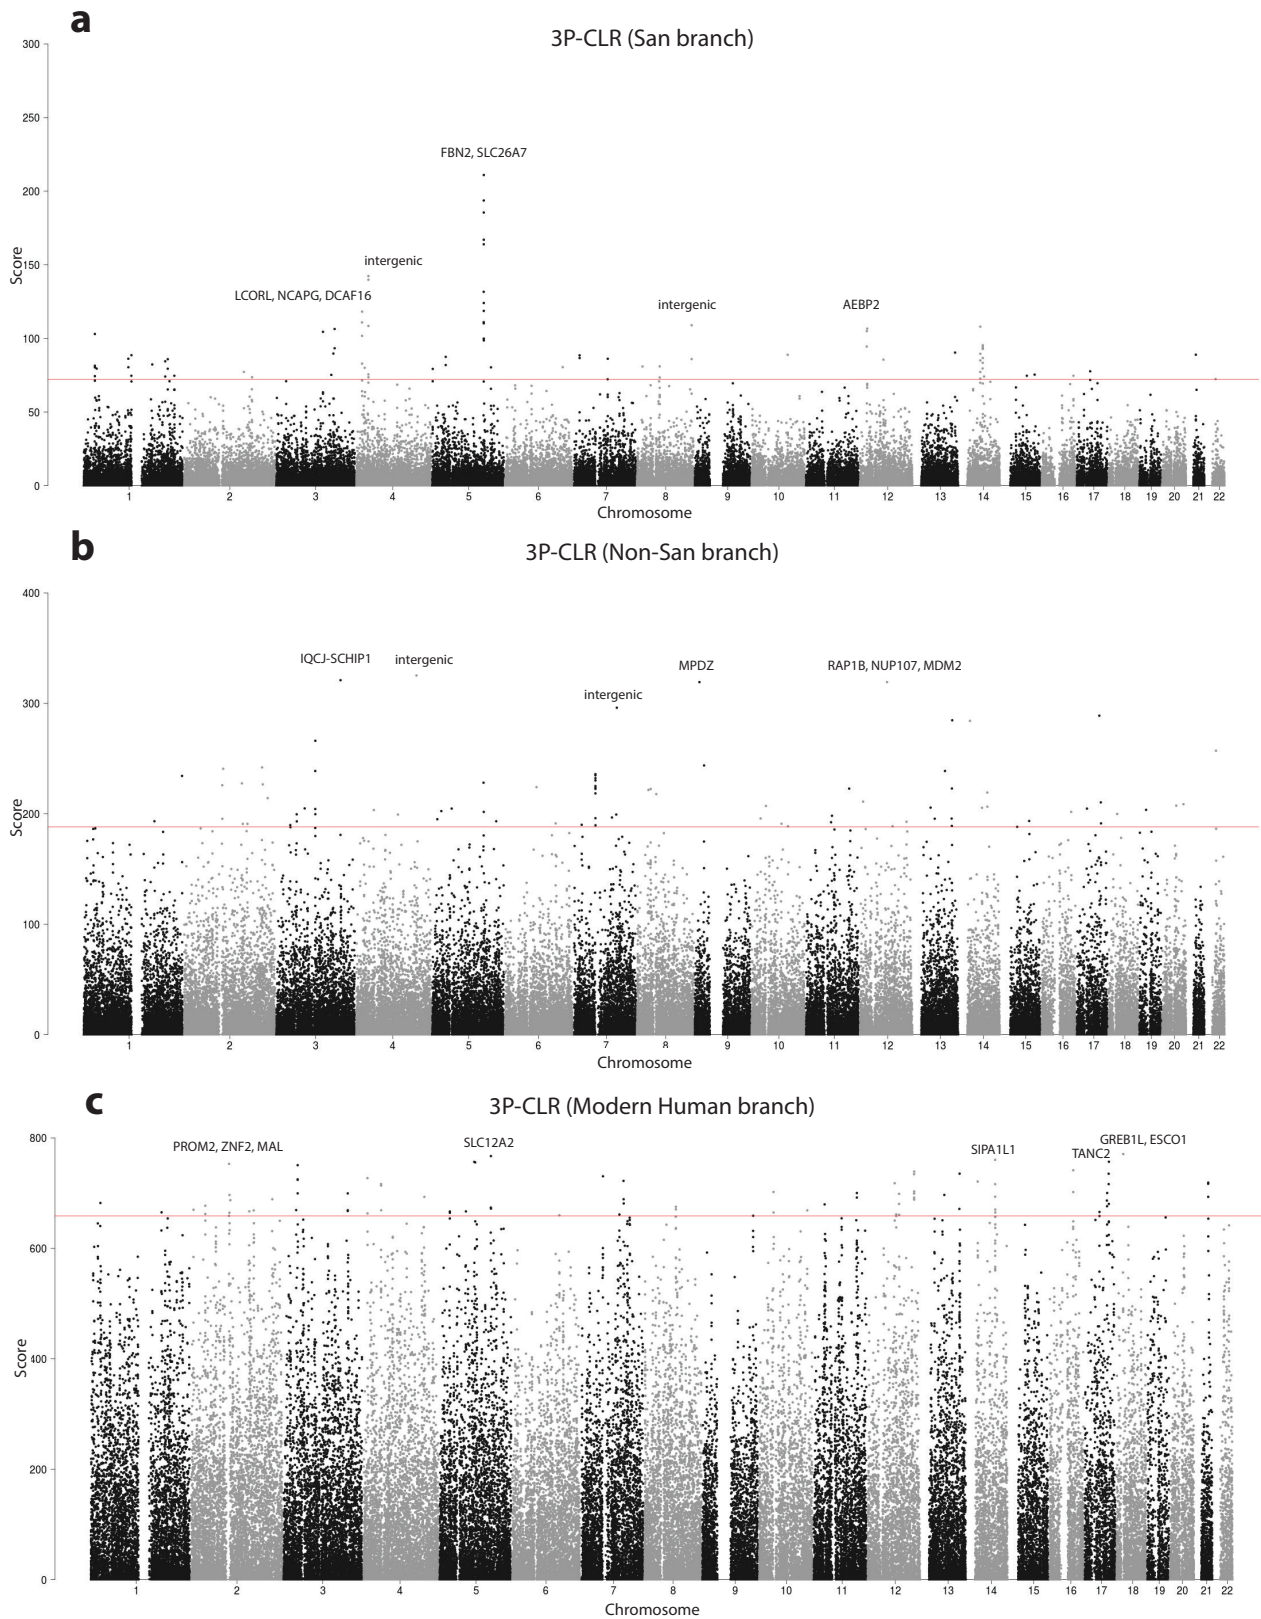 a
3P-CLR (San branch)
300
250
200
150
100
50
0
Score
FBN2, SLC26A7
intergenic
LCORL, NCAPG, DCAF16
intergenic
AEBP2
1 2 3 4 5 6 7 8 9 10 11 12 13 14 15 16 17 18 19 20 21 22
Chromosome
b
3P-CLR (Non-San branch)
400
300
200
100
0
Score
IQCJ-SCHIP1
intergenic
MPDZ
RAP1B, NUP107, MDM2
intergenic
1 2 3 4 5 6 7 8 9 10 11 12 13 14 15 16 17 18 19 20 21 22
Chromosome
c
3P-CLR (Modern Human branch)
800
600
400
200
0
Score
PROM2, ZNF2, MAL
SLC12A2
SIPA1L1
TANC2
GREB1L, ESCO1
1 2 3 4 5 6 7 8 9 10 11 12 13 14 15 16 17 18 19 20 21 22
Chromosome